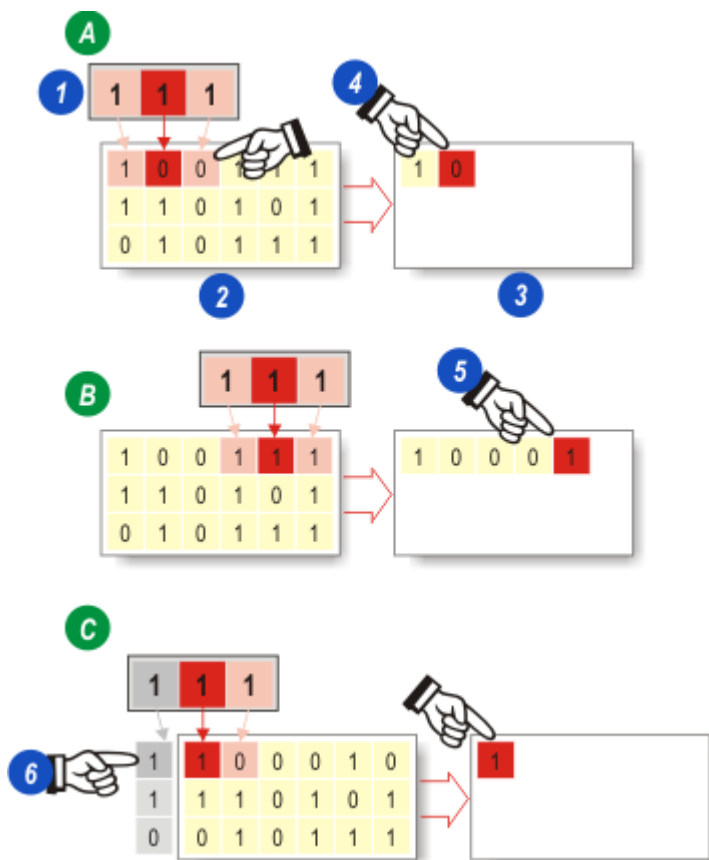 A
1 1 1 1 4
1 0 0 1 1 1 1 0
1 1 0 1 0 1
0 1 0 1 1 1
2 3
B
1 1 1 5
1 0 0 1 1 1 1 0 0 0 1
1 1 0 1 0 1
0 1 0 1 1 1
C
1 1 1
6 1 1 0 0 0 1 0 1
1 1 1 0 1 0 1
0 0 1 0 1 1 1